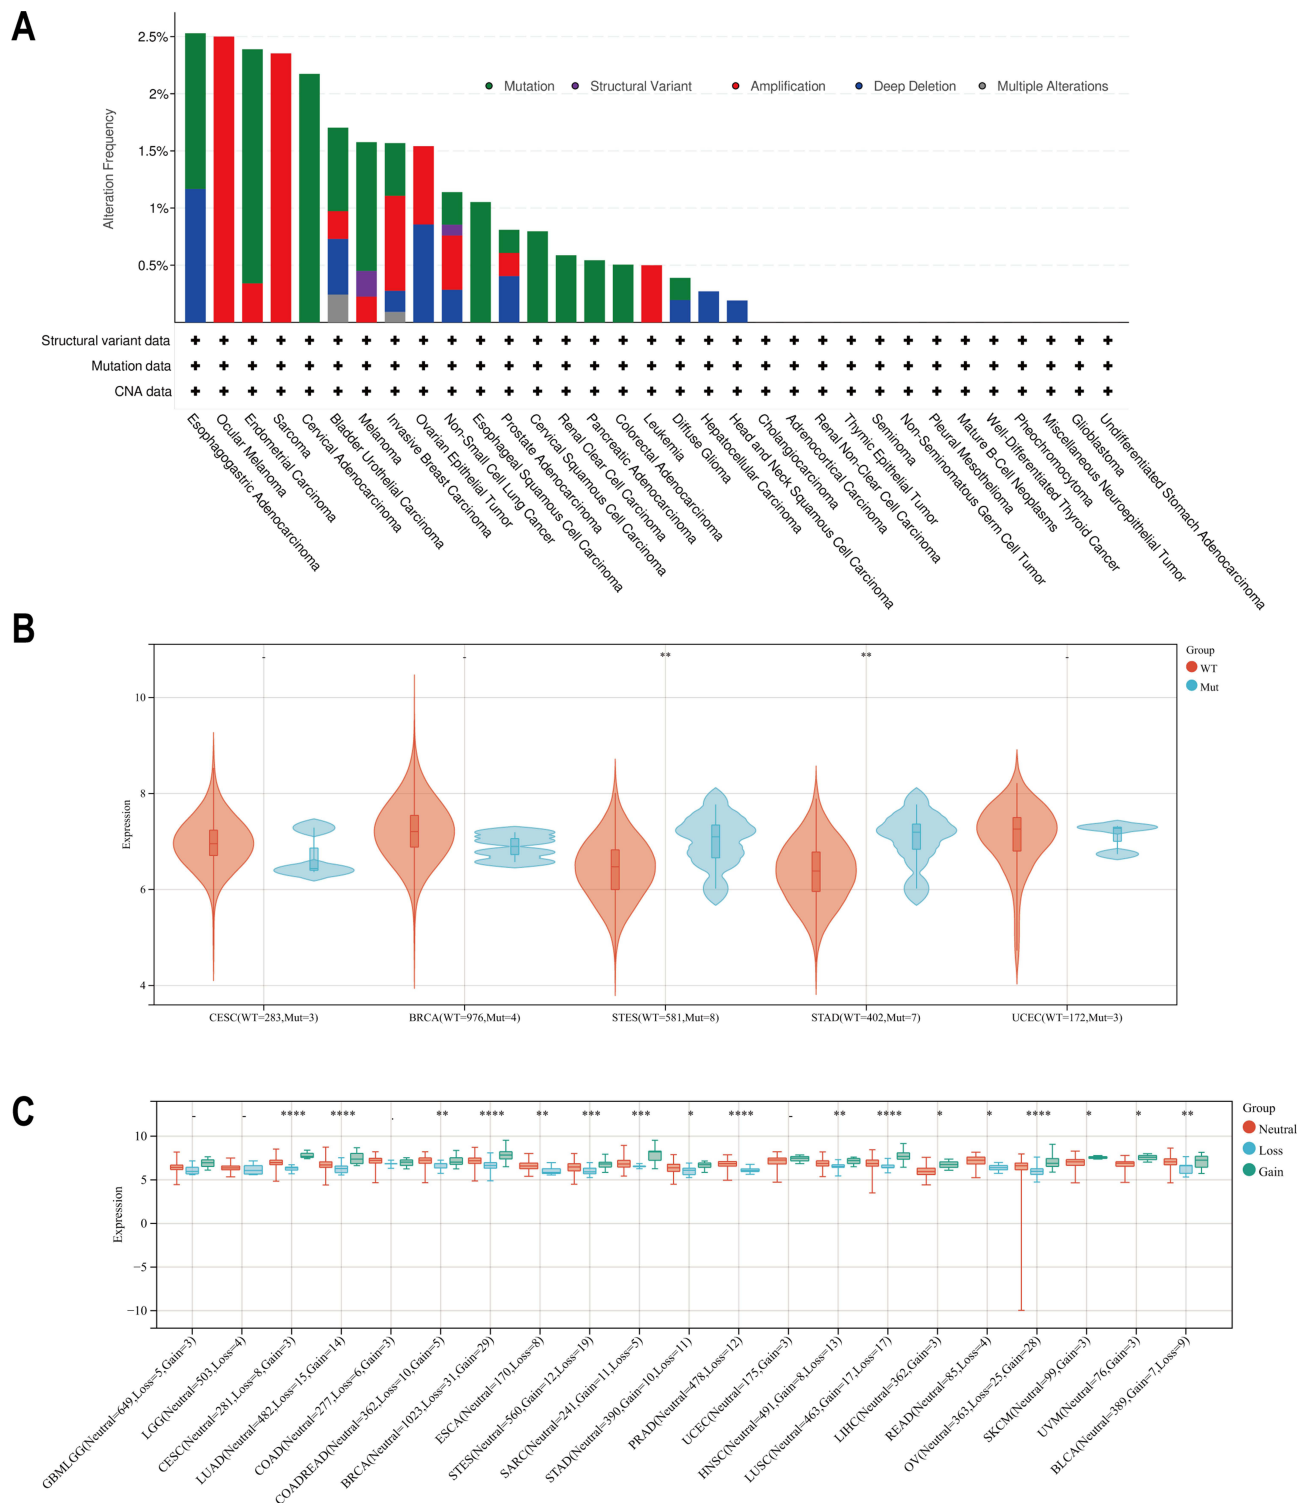 A
2.5%
2%
1.5%
1%
0.5%
Alteration Frequency
Mutation
Structural Variant
Amplification
Deep Deletion
Multiple Alterations
Structural variant data
Mutation data
CNA data
Esophagogastric Adenocarcinoma
Ocular Melanoma
Endometrial Carcinoma
Sarcoma
Cervical Adenocarcinoma
Bladder Urothelial Carcinoma
Melanoma
Invasive Breast Carcinoma
Ovarian Epithelial Tumor
Non-Small Cell Lung Cancer
Esophageal Squamous Cell Carcinoma
Prostate Adenocarcinoma
Cervical Squamous Cell Carcinoma
Renal Clear Cell Carcinoma
Pancreatic Adenocarcinoma
Colorecal Adenocarcinoma
Leukemia
Diffuse Glioma
Hepatocellular Carcinoma
Head and Neck Squamous Cell Carcinoma
Cholangiocarcinoma
Adrenocortical Carcinoma
Renal Non-Clear Cell Carcinoma
Thymic Epithelial Tumor
Seminoma
Non-Seminomatous Germ Cell Tumor
Pleural Mesothelioma
Mature B-Cell Neoplasms
Well-Differentiated Thyroid Cancer
Pheochromocytoma
Miscellaneous Neuroepithelial Tumor
Glioblastoma
Undifferentiated Stomach Adenocarcinoma
B
- - ** ** -
Group
WT
Mut
10
8
6
4
Expression
CESC(WT=283,Mut=3)
BRCA(WT=976,Mut=4)
STES(WT=581,Mut=8)
STAD(WT=402,Mut=7)
UCEC(WT=172,Mut=3)
C
- - **** **** - ** **** ** *** *** * **** - ** **** * * **** * * **
Group
Neutral
Loss
Gain
10
5
0
−5
−10
Expression
GBMLGG(Neutral=649,Loss=5,Gain=3)
LGG(Neutral=503,Loss=4)
CESC(Neutral=281,Loss=8,Gain=3)
LUAD(Neutral=482,Loss=15,Gain=14)
COAD(Neutral=277,Loss=6,Gain=3)
COADREAD(Neutral=362,Loss=10,Gain=5)
BRCA(Neutral=1023,Loss=31,Gain=29)
ESCA(Neutral=170,Loss=8)
STES(Neutral=560,Gain=12,Loss=19)
SARC(Neutral=241,Gain=11,Loss=5)
STAD(Neutral=390,Gain=10,Loss=11)
PRAD(Neutral=478,Loss=12)
UCEC(Neutral=175,Gain=3)
HNSC(Neutral=491,Gain=8,Loss=13)
LUSC(Neutral=463,Gain=17,Loss=17)
LIHC(Neutral=362,Gain=3)
READ(Neutral=85,Loss=4)
OV(Neutral=363,Loss=25,Gain=28)
SKCM(Neutral=99,Gain=3)
UVM(Neutral=76,Gain=3)
BLCA(Neutral=389,Gain=7,Loss=9)